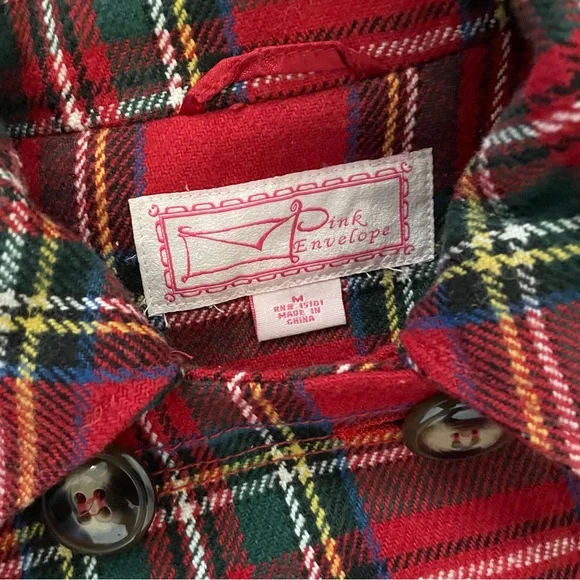 Pink
Envelope
M
RN# 15101
MADE IN
CHINA